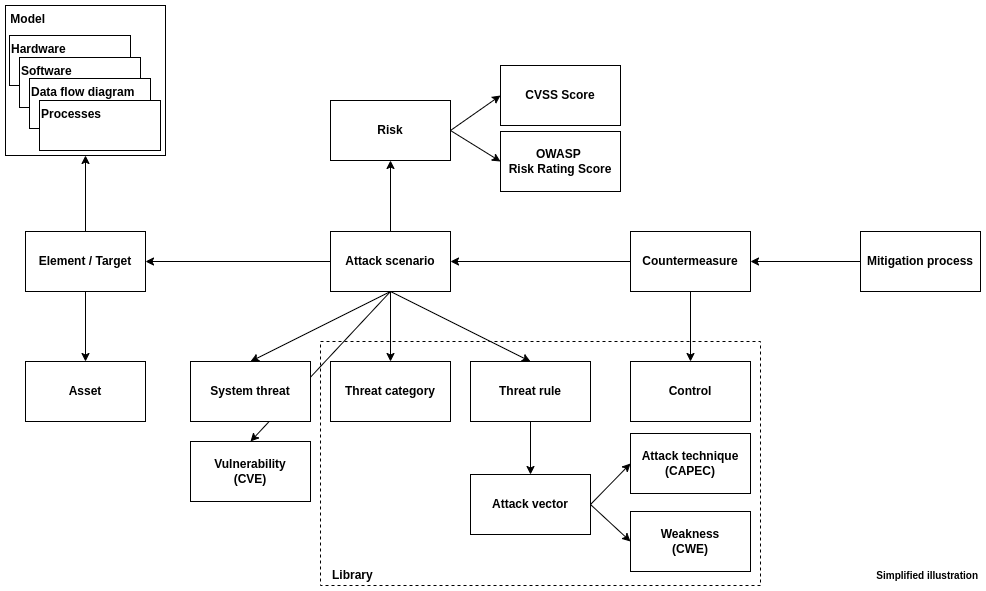 Model
Hardware
Software
Data flow diagram
Processes
CVSS Score
Risk
OWASP
Risk Rating Score
Element / Target
Attack scenario
Countermeasure
Mitigation process
Asset
System threat
Threat category
Threat rule
Control
Vulnerability
(CVE)
Attack technique
(CAPEC)
Attack vector
Weakness
(CWE)
Library
Simplified illustration